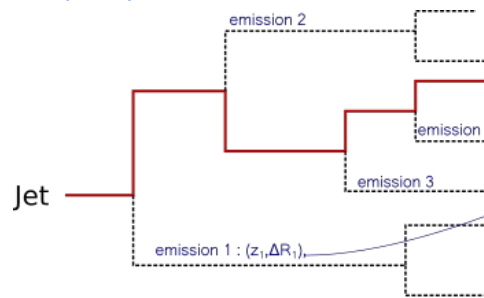 emission 2
emission
emission 3
Jet
emission 1 : (z₁,ΔR₁),